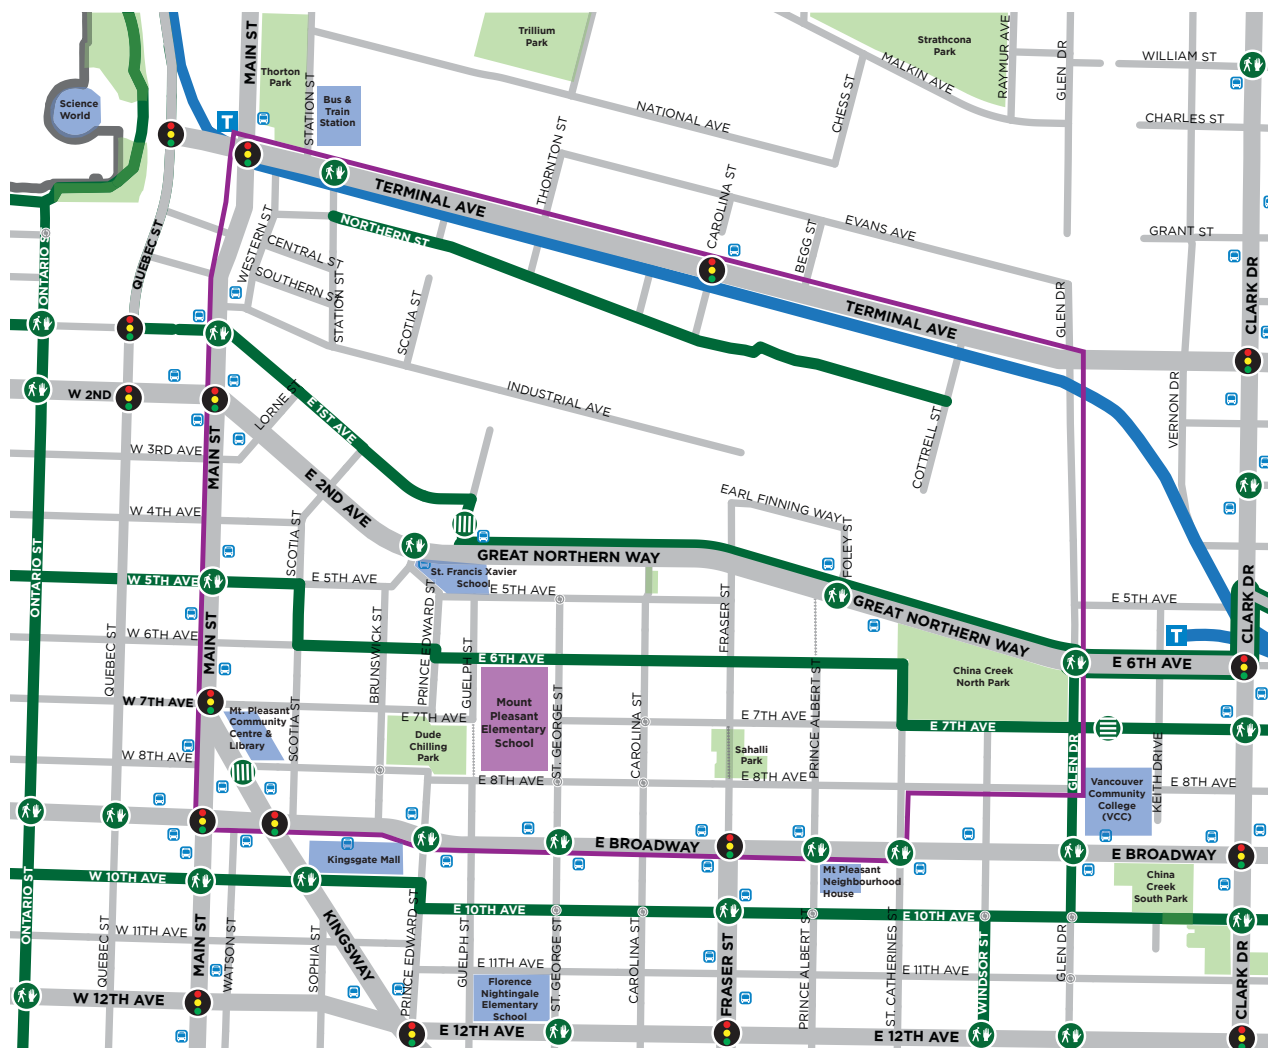 MAIN ST
Trillium
Park
Strathcona
Park
RAYMUR AVE
GLEN DR
WILLIAM ST
MALKIN AVE
Thorton
Park
STATION ST
Bus &
Train
Station
Science
World
T
NATIONAL AVE
CHESS ST
CHARLES ST
THORNTON ST
TERMINAL AVE
CAROLINA ST
EVANS AVE
BEGG ST
GRANT ST
NORTHERN ST
WESTERN ST
CENTRAL ST
SOUTHERN ST
STATION ST
QUEBEC ST
ONTARIO ST
SCOTIA ST
TERMINAL AVE
GLEN DR
CLARK DR
W 2ND
LORNE ST
E 1ST AVE
INDUSTRIAL AVE
VERNON DR
COTTRELL ST
W 3RD AVE
MAIN ST
E 2ND AVE
EARL FINNING WAY
W 4TH AVE
SCOTIA ST
FOLEY ST
GREAT NORTHERN WAY
ONTARIO ST
W 5TH AVE
E 5TH AVE
St. Francis Xavier
School
E 5TH AVE
PRINCE EDWARD ST
BRUNSWICK ST
FRASER ST
GREAT NORTHERN WAY
E 5TH AVE
CLARK DR
T
W 6TH AVE
MAIN ST
QUEBEC ST
GUELPH ST
E 6TH AVE
E 6TH AVE
China Creek
North Park
PRINCE ALBERT ST
W 7TH AVE
Mt. Pleasant
Community
Centre &
Library
SCOTIA ST
E 7TH AVE
Dude
Chilling
Park
Mount
Pleasant
Elementary
School
ST. GEORGE ST
CAROLINA ST
E 7TH AVE
Sahalli
Park
E 7TH AVE
GLEN DR
KEITH DRIVE
W 8TH AVE
E 8TH AVE
E 8TH AVE
E 8TH AVE
Vancouver
Community
College
(VCC)
E BROADWAY
E BROADWAY
Kingsgate Mall
Mt Pleasant
Neighbourhood
House
China
Creek
South Park
W 10TH AVE
E 10TH AVE
E 10TH AVE
ONTARIO ST
QUEBEC ST
W 11TH AVE
MAIN ST
WATSON ST
SOPHIA ST
KINGSWAY
PRINCE EDWARD ST
GUELPH ST
E 11TH AVE
ST. GEORGE ST
CAROLINA ST
FRASER ST
PRINCE ALBERT ST
ST. CATHERINES ST
E 11TH AVE
WINDSOR ST
GLEN DR
CLARK DR
Florence
Nightingale
Elementary
School
W 12TH AVE
E 12TH AVE
E 12TH AVE